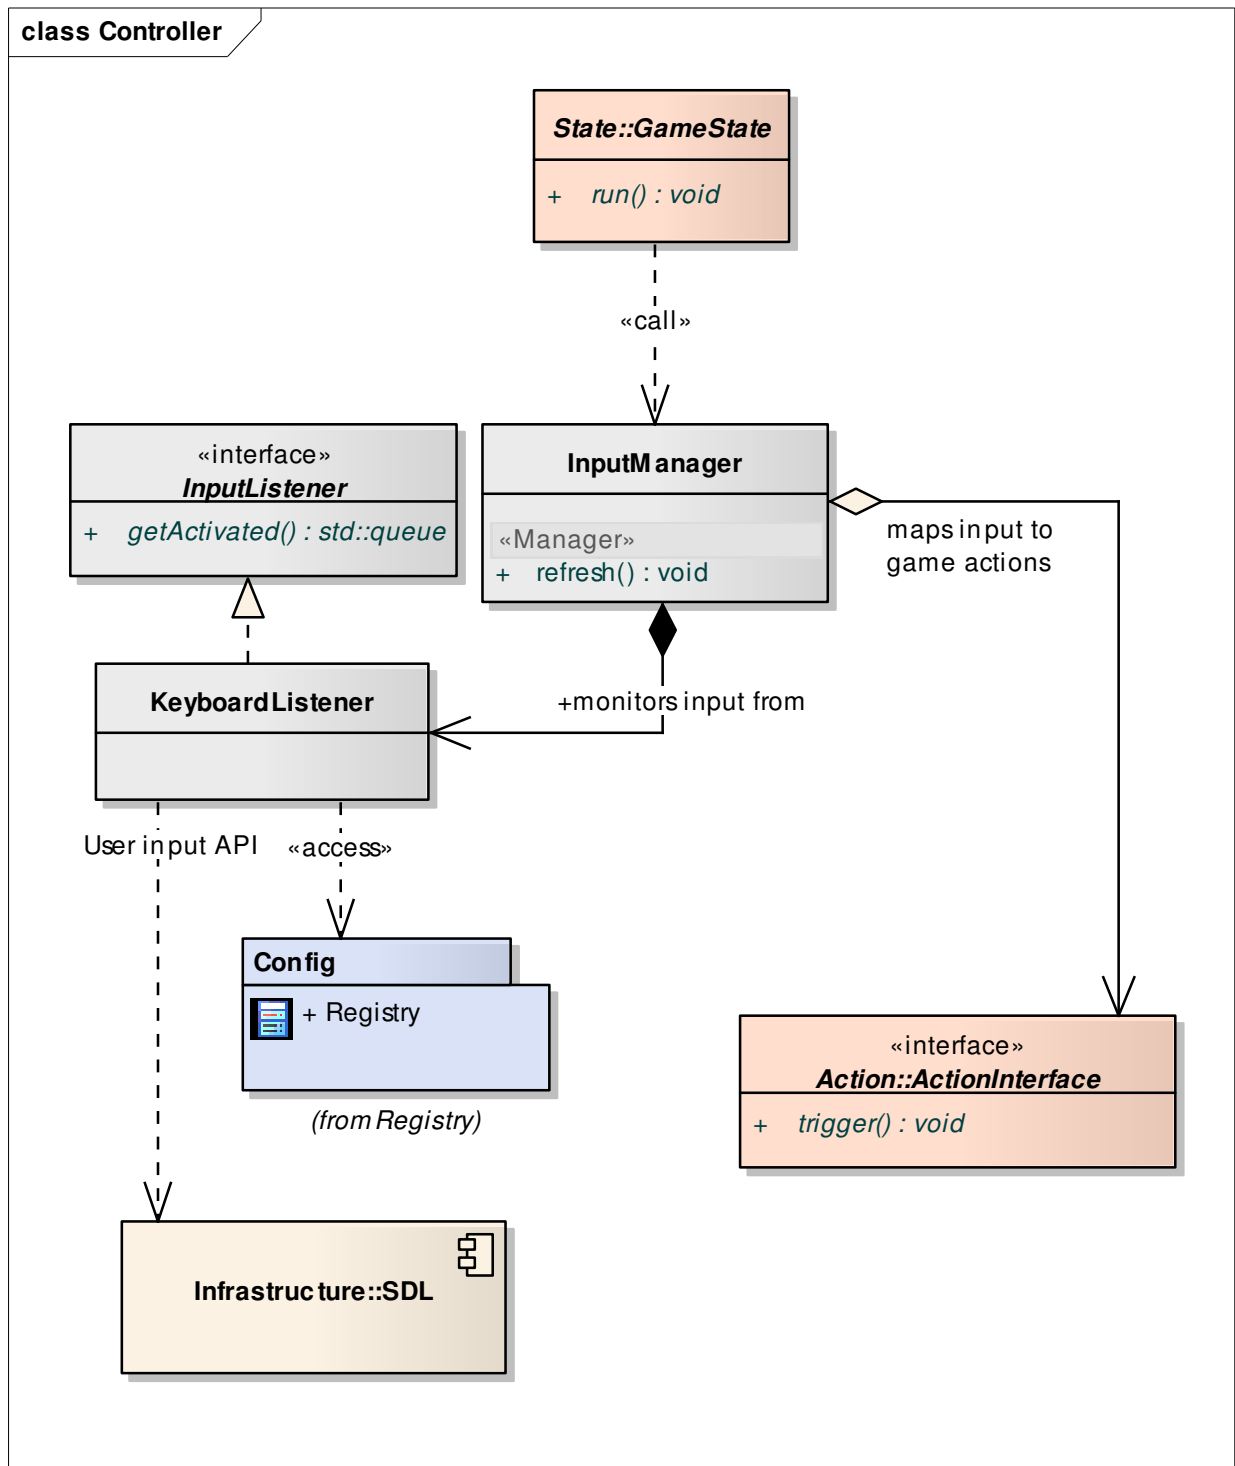 class Controller
State::GameState
+ run() : void
«call»
«interface»
InputListener
+ getActivated() : std::queue
InputManager
«Manager»
+ refresh() : void
maps input to
game actions
KeyboardListener
+monitors input from
User input API
«access»
Config
+ Registry
(from Registry)
«interface»
Action::ActionInterface
+ trigger() : void
Infrastructure::SDL